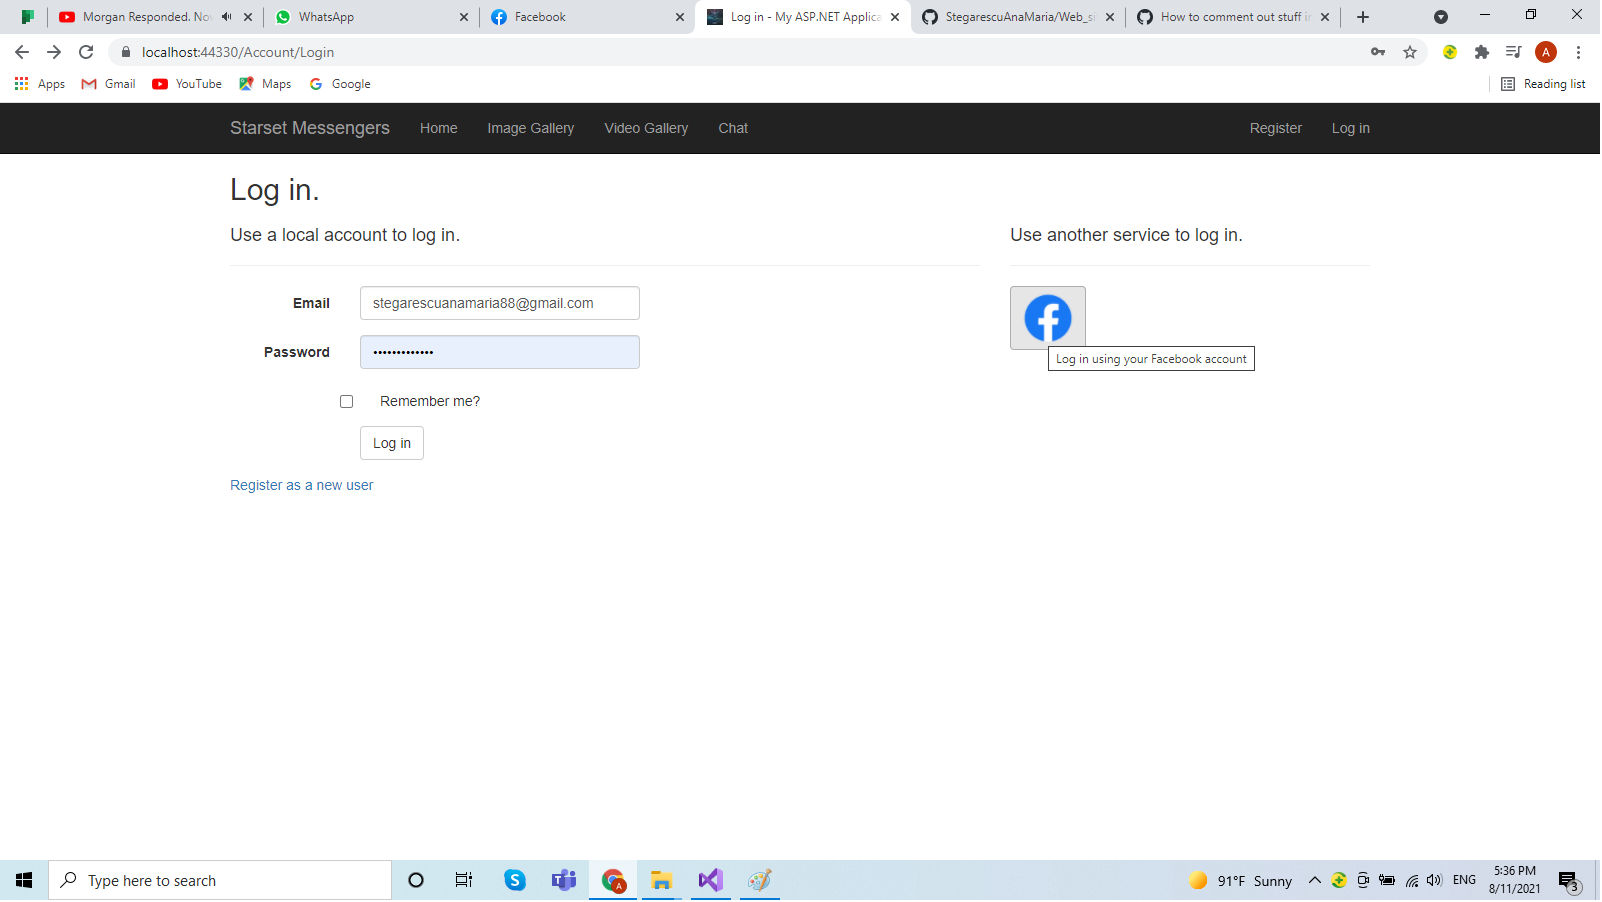 Morgan Responded. No
WhatsApp
Facebook
Log in - My ASP.NET Applica
StegarescuAnaMaria/Web_s
How to comment out stuff i
localhost:44330/Account/Login
A
Apps
Gmail
YouTube
Maps
Google
Reading list
Starset Messengers
Home
Image Gallery
Video Gallery
Chat
Register
Log in
Log in.
Use a local account to log in.
Use another service to log in.
Email
stegarescuanamaria88@gmail.com
Password
•••••••••••••
Log in using your Facebook account
Remember me?
Log in
Register as a new user
Type here to search
A
91°F Sunny
ENG
5:36 PM
8/11/2021
3